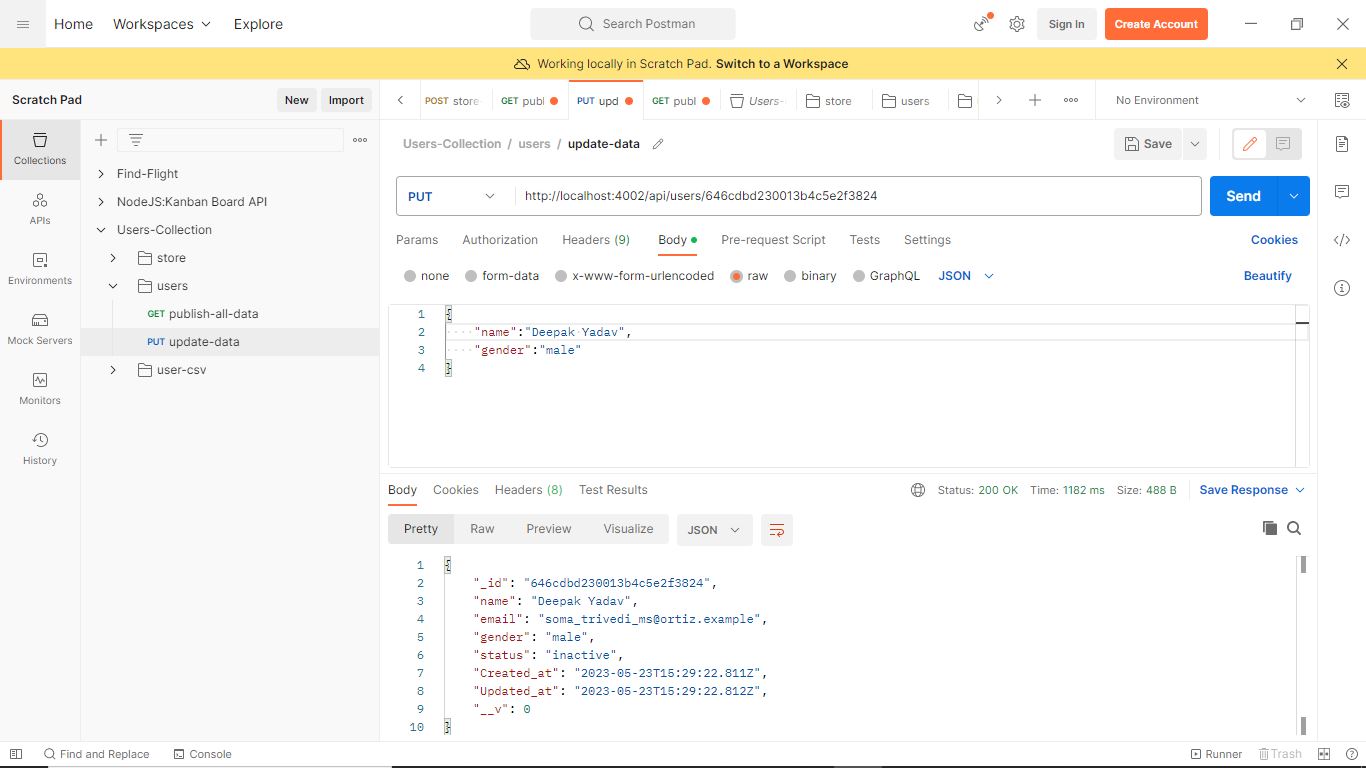 Home Workspaces Explore Search Postman Sign In Create Account
Working locally in Scratch Pad. Switch to a Workspace
Scratch Pad New Import POST store GET publ PUT upd GET publ Users- store users No Environment
Collections
Users-Collection / users / update-data Save
Find-Flight
NodeJS:Kanban Board API
PUT http://localhost:4002/api/users/646cdbd230013b4c5e2f3824 Send
APIs
Users-Collection
Params Authorization Headers (9) Body Pre-request Script Tests Settings Cookies
store
Environments
none form-data x-www-form-urlencoded raw binary GraphQL JSON Beautify
users
GET publish-all-data
PUT update-data
Mock Servers
user-csv
Monitors
History
1 {
2 "name":"Deepak Yadav",
3 "gender":"male"
4 }
Body Cookies Headers (8) Test Results Status: 200 OK Time: 1182 ms Size: 488 B Save Response
Pretty Raw Preview Visualize JSON
1 {
2 "_id": "646cdbd230013b4c5e2f3824",
3 "name": "Deepak Yadav",
4 "email": "soma_trivedi_ms@ortiz.example",
5 "gender": "male",
6 "status": "inactive",
7 "Created_at": "2023-05-23T15:29:22.811Z",
8 "Updated_at": "2023-05-23T15:29:22.812Z",
9 "__v": 0
10 }
Find and Replace Console Runner Trash